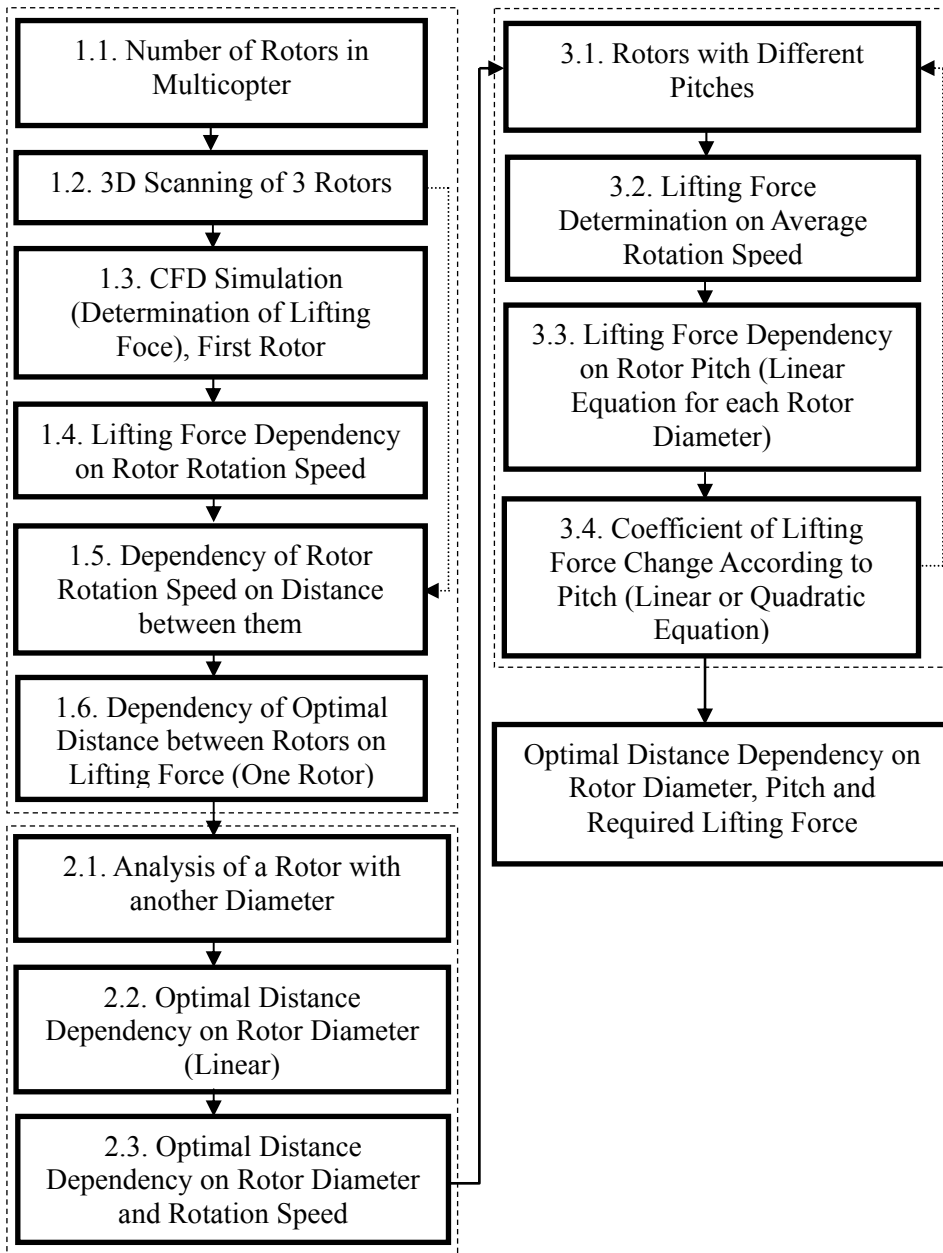 1.1. Number of Rotors in
Multicopter
1.2. 3D Scanning of 3 Rotors
1.3. CFD Simulation
(Determination of Lifting
Foce), First Rotor
1.4. Lifting Force Dependency
on Rotor Rotation Speed
1.5. Dependency of Rotor
Rotation Speed on Distance
between them
1.6. Dependency of Optimal
Distance between Rotors on
Lifting Force (One Rotor)
2.1. Analysis of a Rotor with
another Diameter
2.2. Optimal Distance
Dependency on Rotor Diameter
(Linear)
2.3. Optimal Distance
Dependency on Rotor Diameter
and Rotation Speed
3.1. Rotors with Different
Pitches
3.2. Lifting Force
Determination on Average
Rotation Speed
3.3. Lifting Force Dependency
on Rotor Pitch (Linear
Equation for each Rotor
Diameter)
3.4. Coefficient of Lifting
Force Change According to
Pitch (Linear or Quadratic
Equation)
Optimal Distance Dependency on
Rotor Diameter, Pitch and
Required Lifting Force